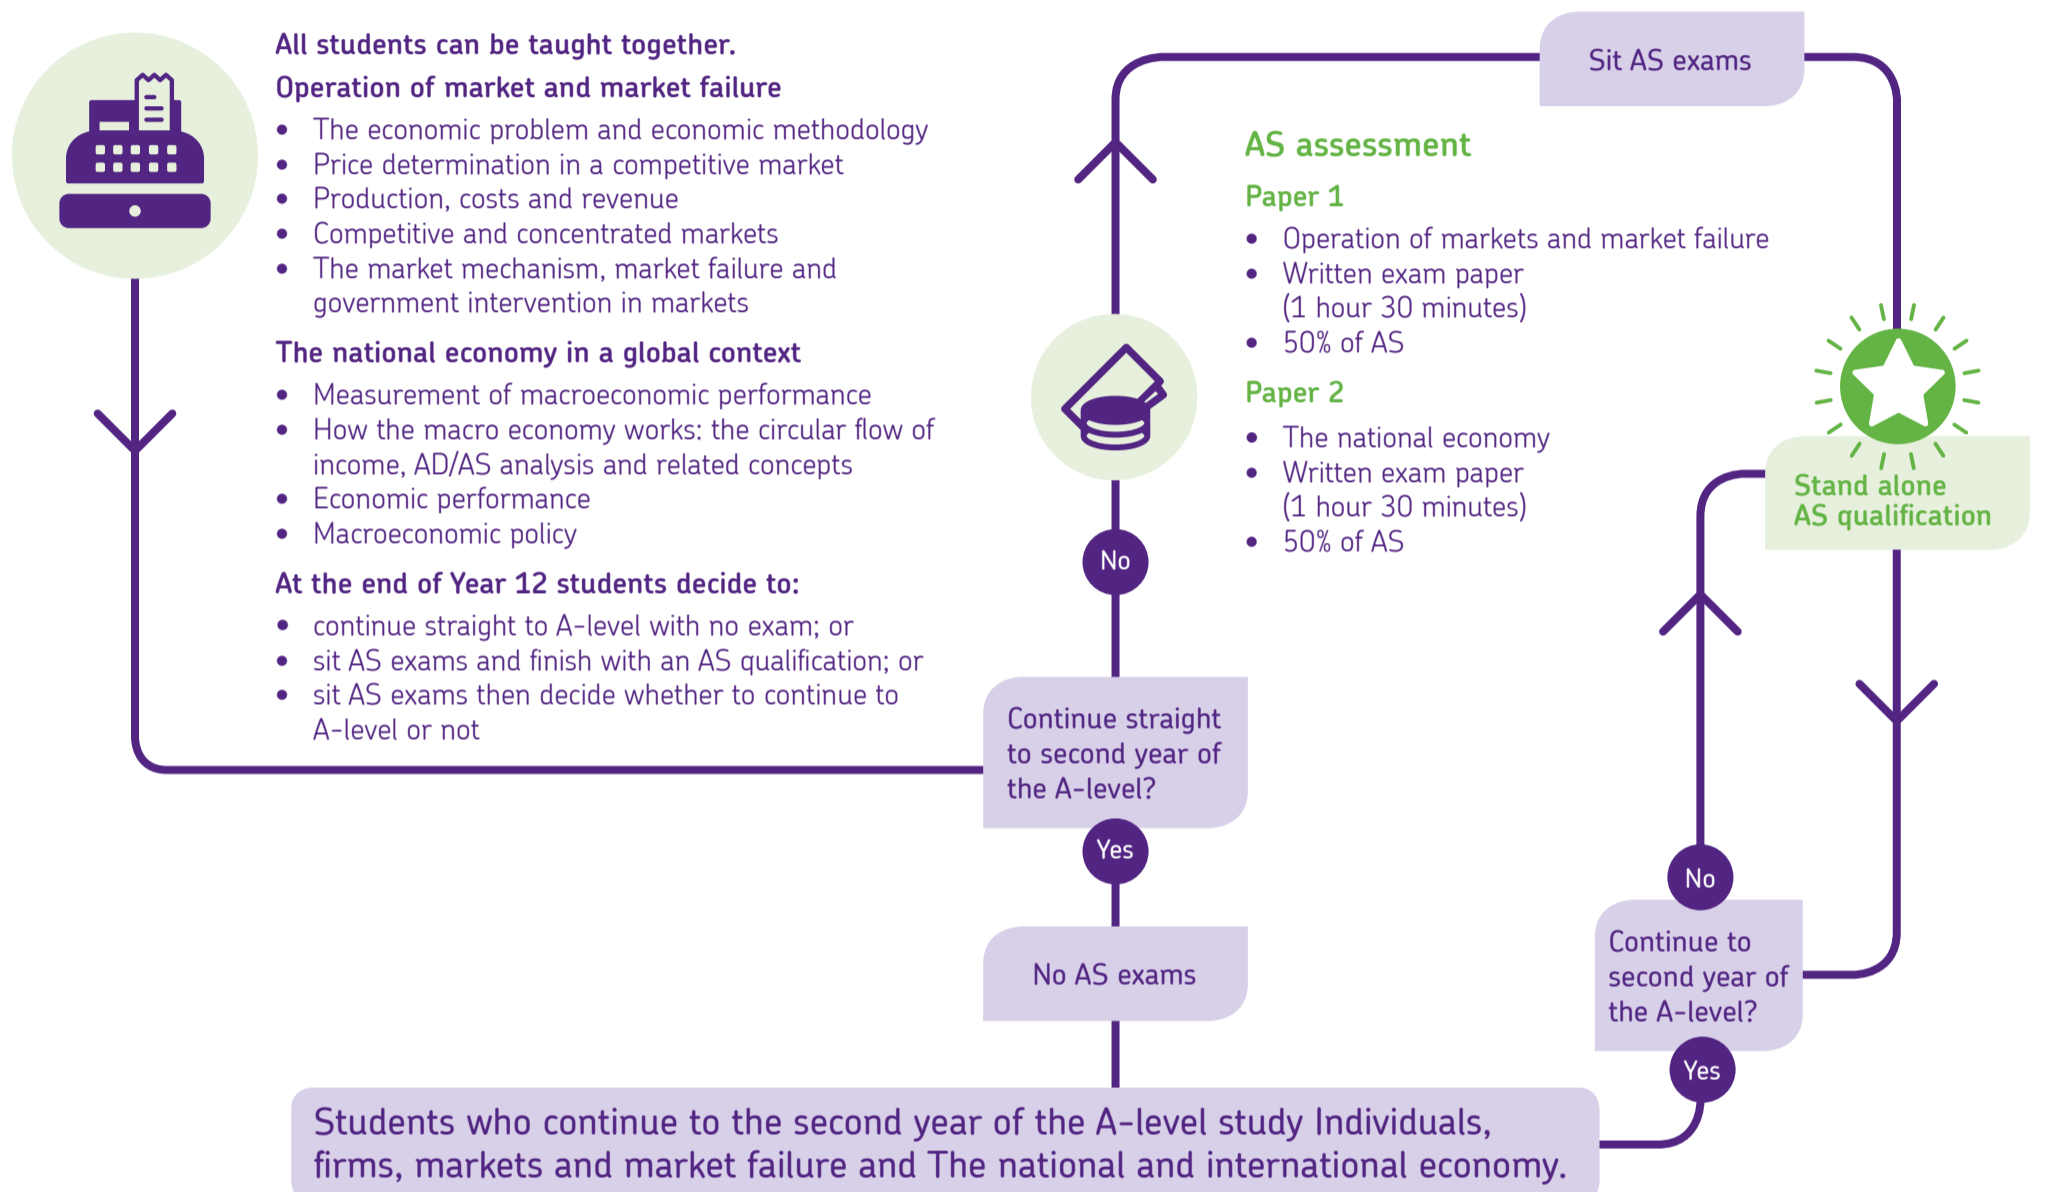 All students can be taught together.
Operation of market and market failure
• The economic problem and economic methodology
• Price determination in a competitive market
• Production, costs and revenue
• Competitive and concentrated markets
• The market mechanism, market failure and
government intervention in markets
The national economy in a global context
• Measurement of macroeconomic performance
• How the macro economy works: the circular flow of
income, AD/AS analysis and related concepts
• Economic performance
• Macroeconomic policy
At the end of Year 12 students decide to:
• continue straight to A-level with no exam; or
• sit AS exams and finish with an AS qualification; or
• sit AS exams then decide whether to continue to
A-level or not
Continue straight
to second year of
the A-level?
No
Yes
No AS exams
Sit AS exams
AS assessment
Paper 1
• Operation of markets and market failure
• Written exam paper
(1 hour 30 minutes)
• 50% of AS
Paper 2
• The national economy
• Written exam paper
(1 hour 30 minutes)
• 50% of AS
Stand alone
AS qualification
No
Continue to
second year of
the A-level?
Yes
Students who continue to the second year of the A-level study Individuals,
firms, markets and market failure and The national and international economy.